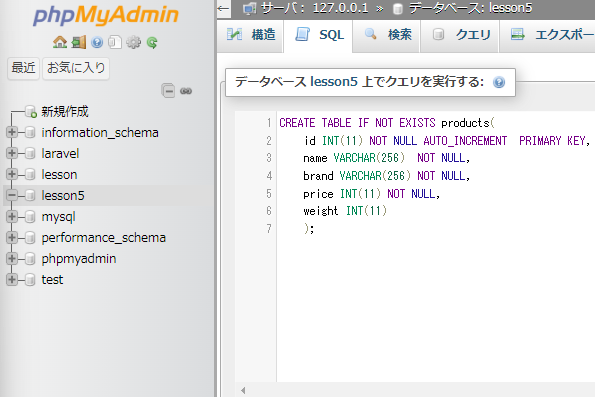 phpMyAdmin
最近 お気に入り
新規作成
information_schema
laravel
lesson
lesson5
mysql
performance_schema
phpmyadmin
test
サーバ: 127.0.0.1 » データベース: lesson5
構造 SQL 検索 クエリ エクスポー
データベース lesson5 上でクエリを実行する:
1 CREATE TABLE IF NOT EXISTS products(
2 id INT(11) NOT NULL AUTO_INCREMENT  PRIMARY KEY,
3 name VARCHAR(256)  NOT NULL,
4 brand VARCHAR(256) NOT NULL,
5 price INT(11) NOT NULL,
6 weight INT(11)
7 );